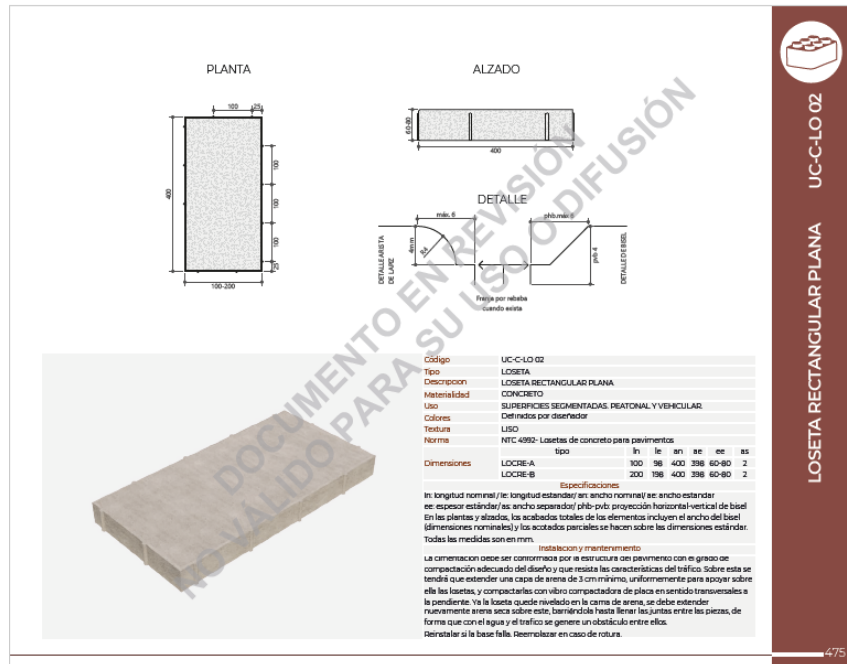 PLANTA
ALZADO
100
25
400
100
100
100
25
100-200
60-80
400
DETALLE
máx. 6
phb.max 6
4mm
R4
pvb 4
DETALLE ARISTA
DE LAPIZ
DETALLE DE BISEL
Franja por rebaba
cuando exista
DOCUMENTO EN REVISIÓN
NO VÁLIDO PARA SU USO O DIFUSIÓN
Codigo UC-C-LO 02
Tipo LOSETA
Descripcion LOSETA RECTANGULAR PLANA
Materialidad CONCRETO
Uso SUPERFICIES SEGMENTADAS. PEATONAL Y VEHICULAR.
Colores Definidos por diseñador
Textura LISO
Norma NTC 4992- Losetas de concreto para pavimentos
tipo ln le an ae ee as
Dimensiones LOCRE-A 100 98 400 398 60-80 2
LOCRE-B 200 198 400 398 60-80 2
Especificaciones
ln: longitud nominal / le: longitud estandar/ an: ancho nominal/ ae: ancho estandar
ee: espesor estándar/ as: ancho separador/ phb-pvb: proyección horizontal-vertical de bisel
En las plantas y alzados, los acabados totales de los elementos incluyen el ancho del bisel
(dimensiones nominales) y los acotados parciales se hacen sobre las dimensiones estándar.
Todas las medidas son en mm.
Instalacion y mantenimiento
La cimentación debe ser conformada por la estructura del pavimento con el grado de
compactación adecuado del diseño y que resista las características del tráfico. Sobre esta se
tendrá que extender una capa de arena de 3 cm mínimo, uniformemente para apoyar sobre
ella las losetas, y compactarlas con vibro compactadora de placa en sentido transversales a
la pendiente. Ya la loseta quede nivelado en la cama de arena, se debe extender
nuevamente arena seca sobre este, barriéndola hasta llenar las juntas entre las piezas, de
forma que con el agua y el trafico se genere un obstáculo entre ellos.
Reinstalar si la base falla. Reemplazar en caso de rotura.
LOSETA RECTANGULAR PLANA UC-C-LO 02
475